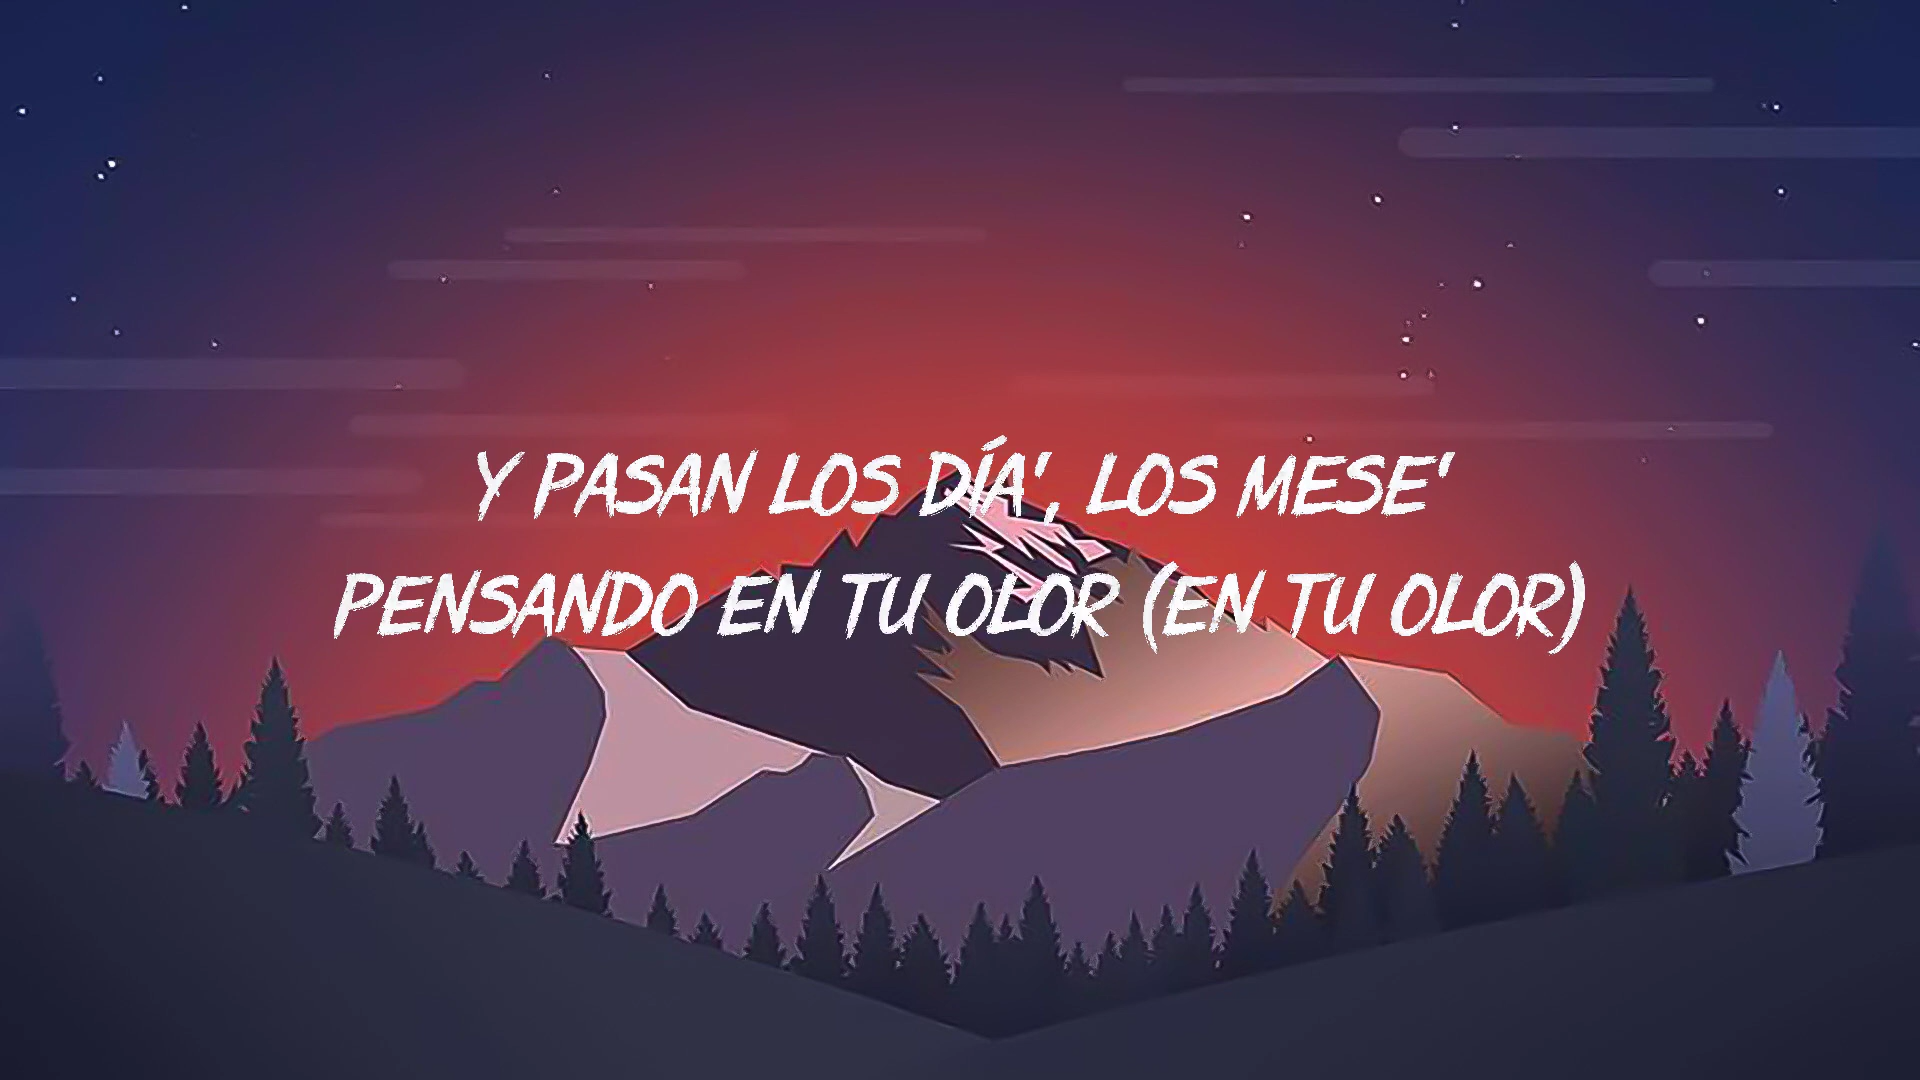 Y PASAN LOS DÍA', LOS MESE'
PENSANDO EN TU OLOR (EN TU OLOR)